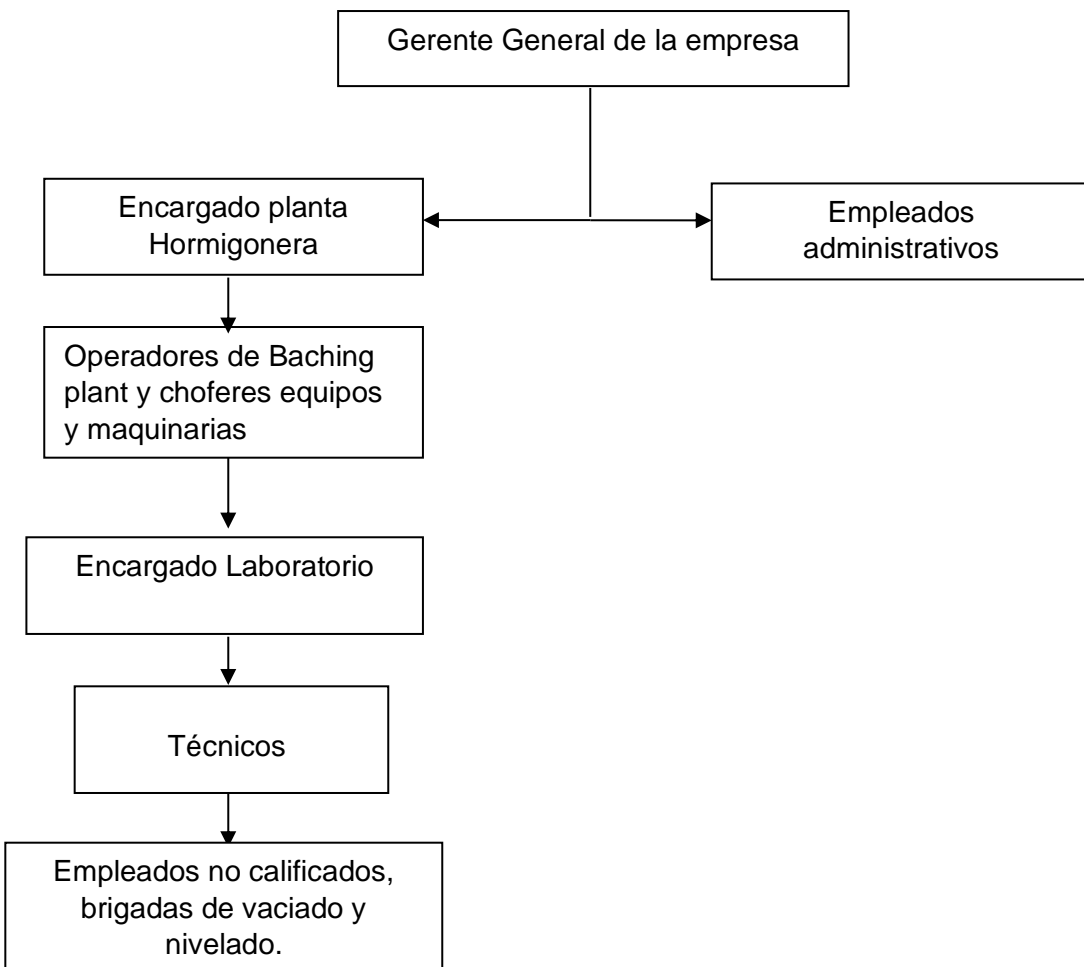 Gerente General de la empresa
Encargado planta
Hormigonera
Empleados
administrativos
Operadores de Baching
plant y choferes equipos
y maquinarias
Encargado Laboratorio
Técnicos
Empleados no calificados,
brigadas de vaciado y
nivelado.